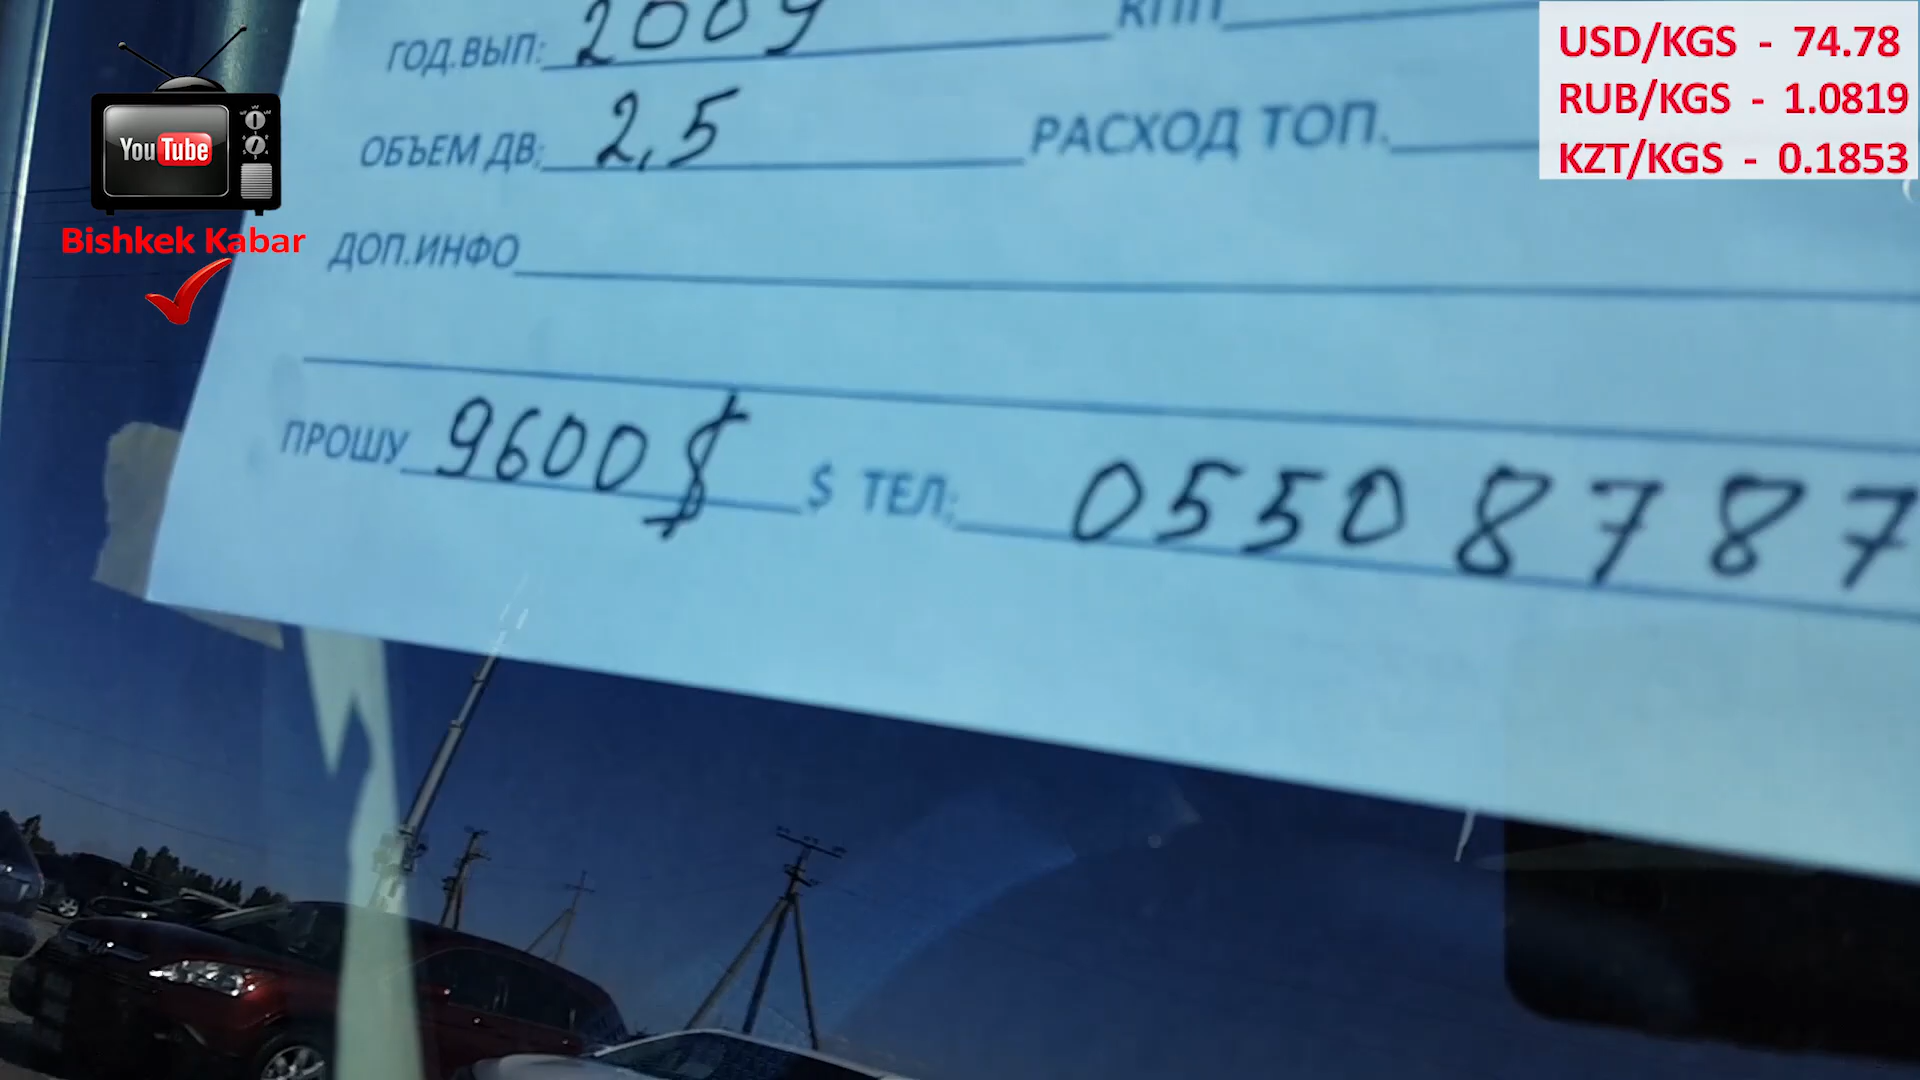 USD/KGS - 74.78
RUB/KGS - 1.0819
KZT/KGS - 0.1853
You Tube
Bishkek Kabar
ГОД.ВЫП: 2009 КПП
ОБЪЕМ ДВ: 2,5 РАСХОД ТОП.
ДОП.ИНФО
ПРОШУ 9600$ $ ТЕЛ: 05508787